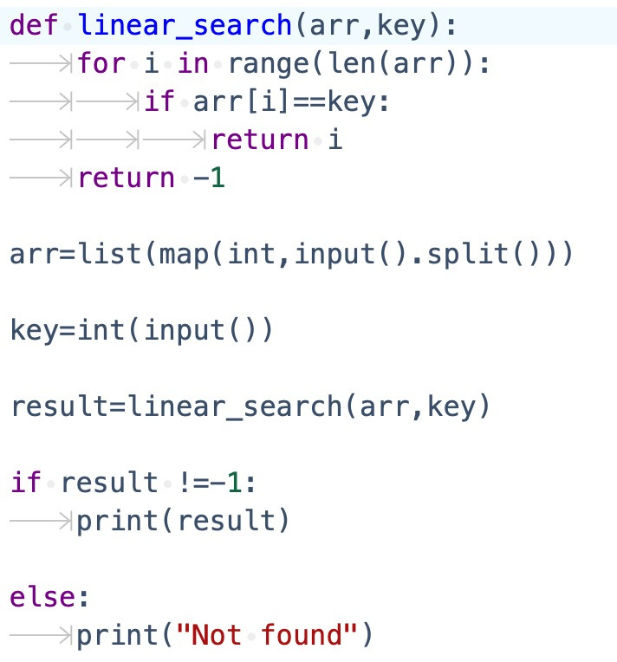 def linear_search(arr,key):
	for i in range(len(arr)):
		if arr[i]==key:
			return i
	return -1

arr=list(map(int,input().split()))

key=int(input())

result=linear_search(arr,key)

if result !=-1:
	print(result)

else:
	print("Not found")